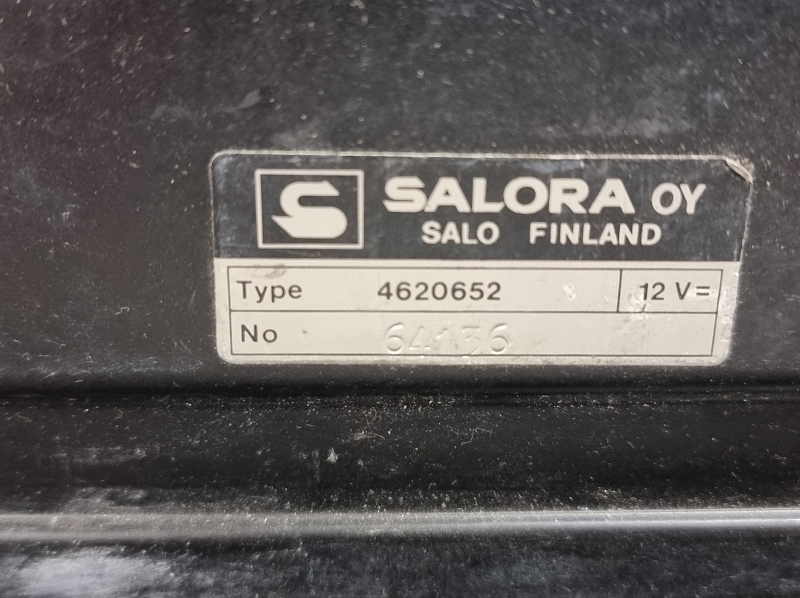 SALORA OY
SALO FINLAND
Type 4620652 12 V=
No 64136